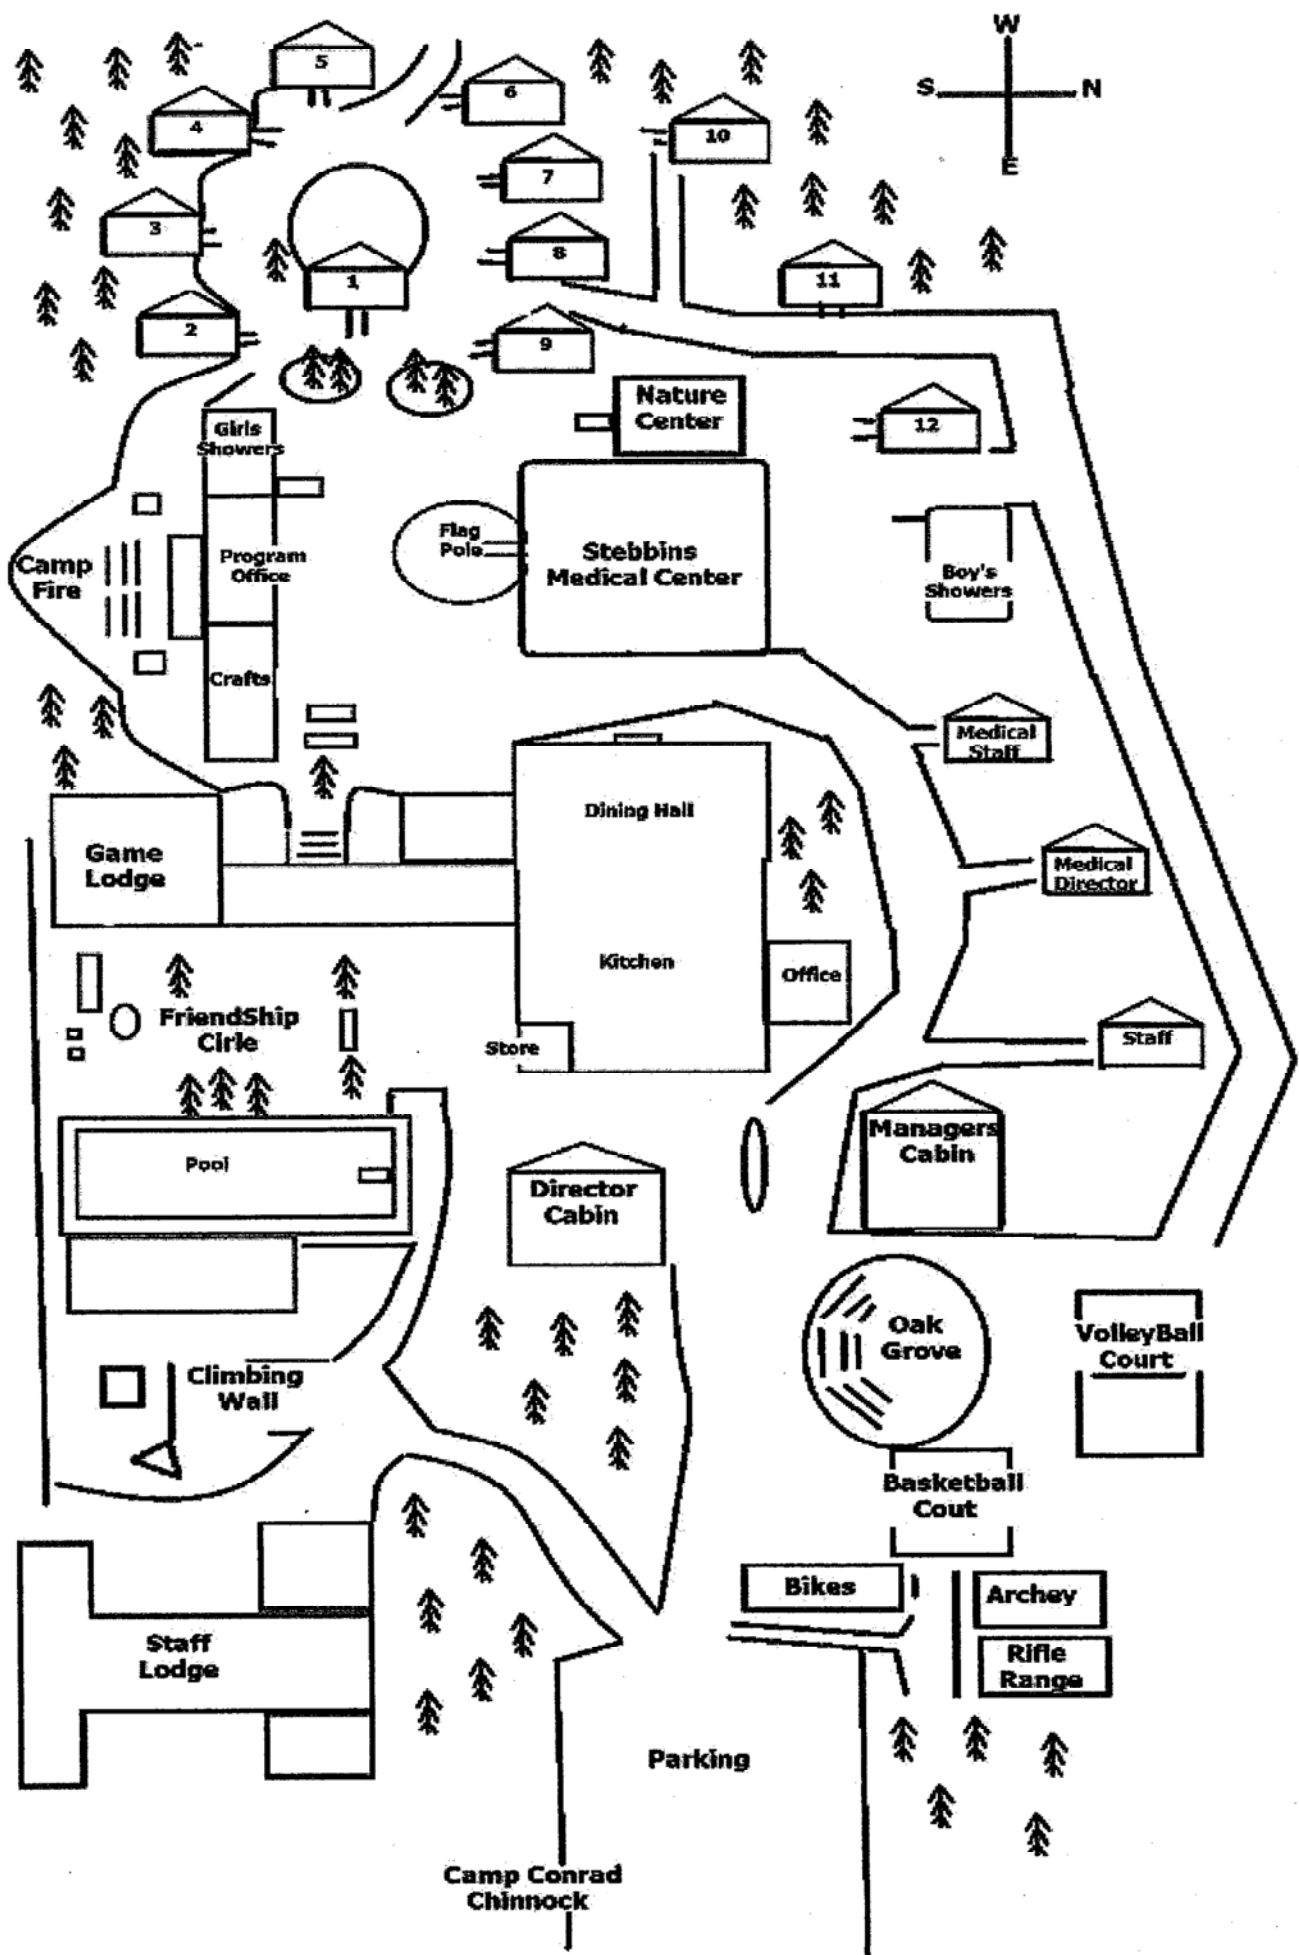 W
S N
E
5
6
4
10
7
3
8
11
1
2
9
Nature
Center
12
Girls
Showers
Flag
Pole
Stebbins
Medical Center
Camp
Fire
Program
Office
Boy's
Showers
Crafts
Medical
Staff
Dining Hall
Game
Lodge
Medical
Director
Kitchen
Office
FriendShip
Cirle
Store
Staff
Managers
Cabin
Pool
Director
Cabin
Oak
Grove
VolleyBall
Court
Climbing
Wall
Basketball
Cout
Bikes
Archey
Staff
Lodge
Rifle
Range
Parking
Camp Conrad
Chinnock